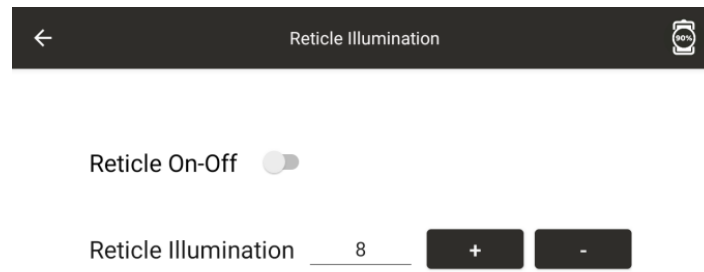 Reticle Illumination
90%
Reticle On-Off
Reticle Illumination 8 + -